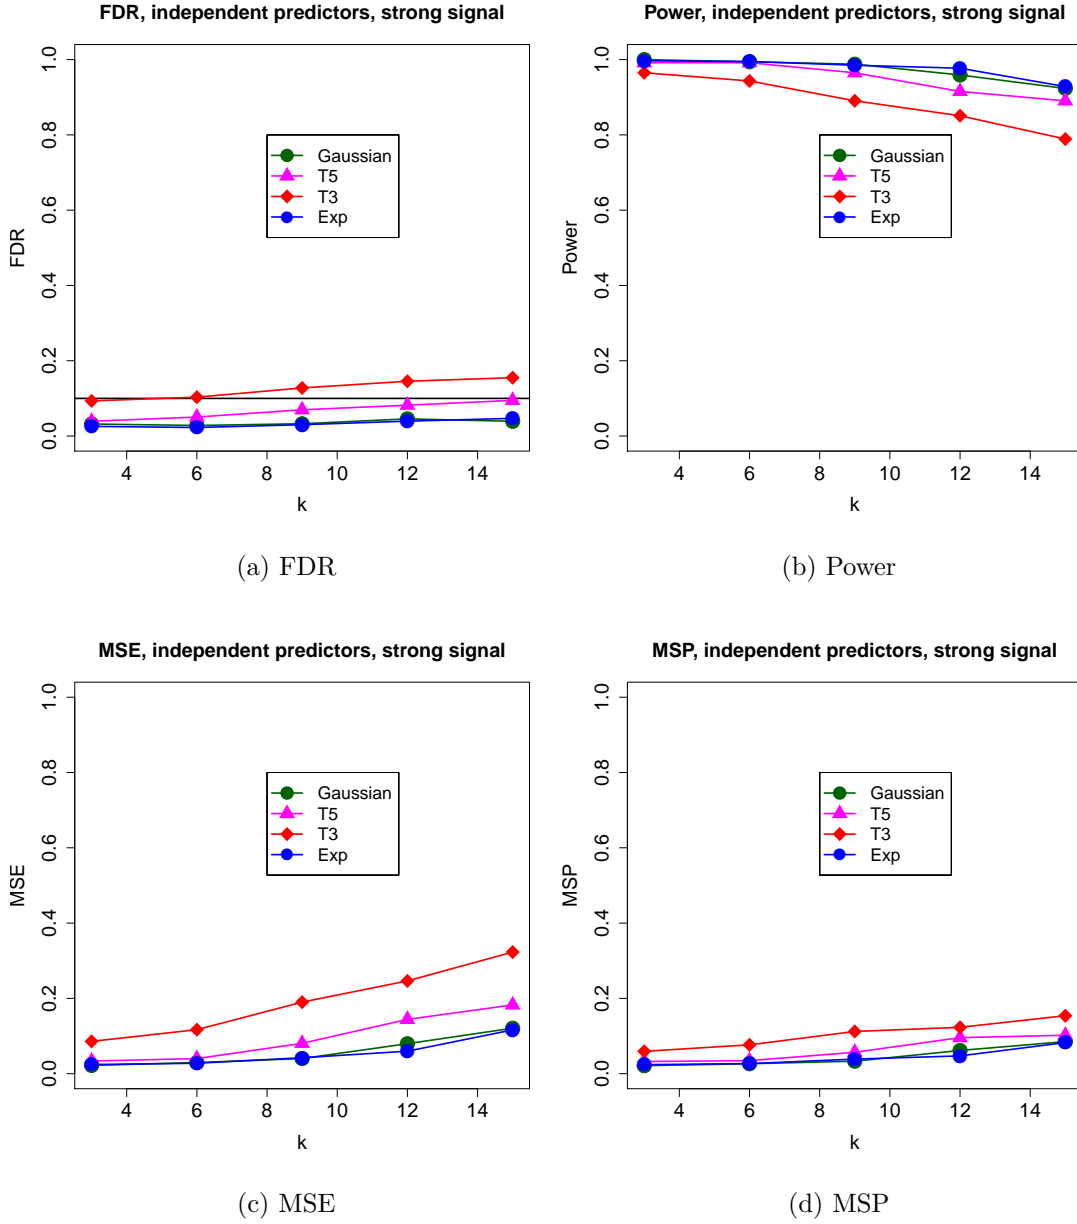 FDR, independent predictors, strong signal
FDR
0.0 0.2 0.4 0.6 0.8 1.0
Gaussian
T5
T3
Exp
4 6 8 10 12 14
k
(a) FDR
Power, independent predictors, strong signal
Power
0.0 0.2 0.4 0.6 0.8 1.0
Gaussian
T5
T3
Exp
4 6 8 10 12 14
k
(b) Power
MSE, independent predictors, strong signal
MSE
0.0 0.2 0.4 0.6 0.8 1.0
Gaussian
T5
T3
Exp
4 6 8 10 12 14
k
(c) MSE
MSP, independent predictors, strong signal
MSP
0.0 0.2 0.4 0.6 0.8 1.0
Gaussian
T5
T3
Exp
4 6 8 10 12 14
k
(d) MSP